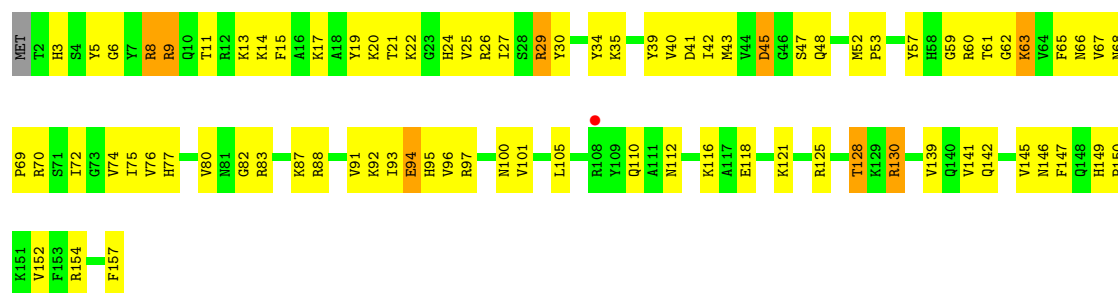 MET T2 H3 S4 Y5 G6 Y7 R8 R9 Q10 T11 R12 K13 K14 F15 A16 K17 A18 Y19 K20 T21 K22 G23 H24 V25 R26 I27 S28 R29 Y30 Y34 K35 Y39 V40 D41 I42 M43 V44 D45 G46 S47 Q48 M52 P53 Y57 H58 G59 R60 T61 G62 K63 V64 F65 N66 V67 N68
P69 R70 S71 I72 G73 V74 I75 V76 H77 V80 N81 G82 R83 K87 R88 V91 K92 I93 E94 H95 V96 R97 N100 V101 L105 R108 Y109 Q110 A111 N112 K116 A117 E118 K121 R125 T128 K129 R130 V139 Q140 V141 Q142 V145 N146 F147 Q148 H149
K151 V152 F153 R154 F157